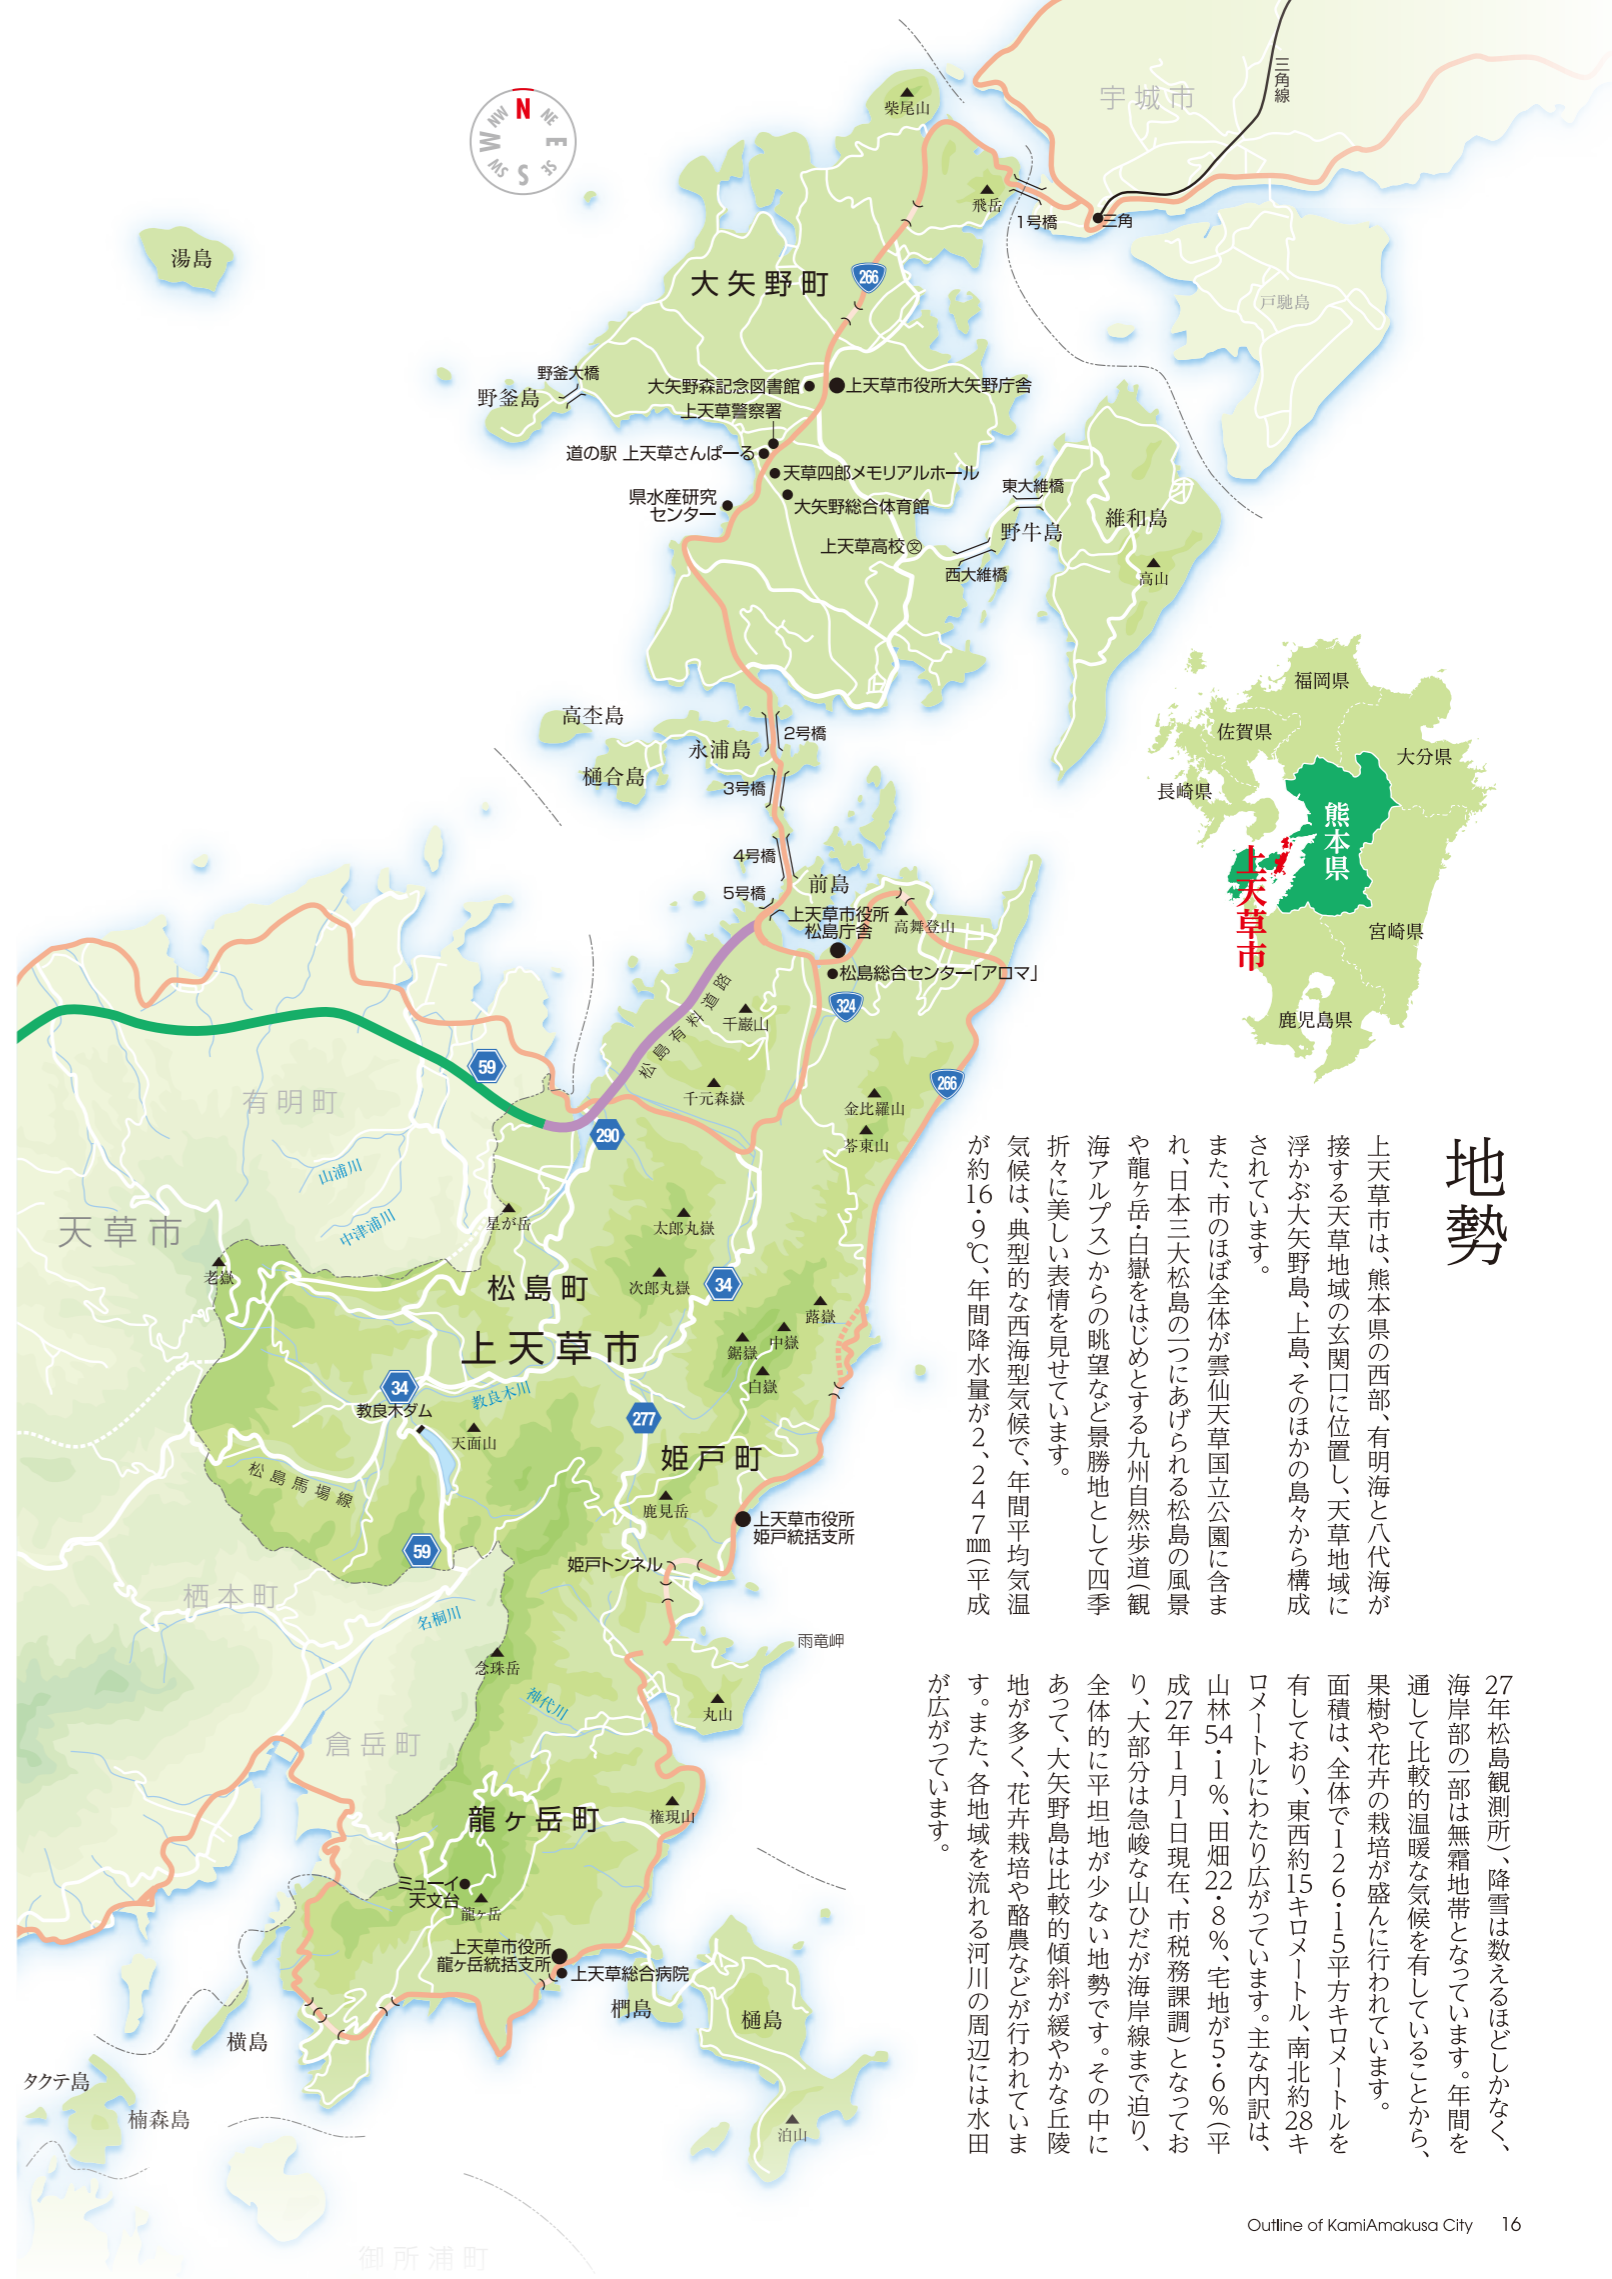 地勢
上天草市は、熊本県の西部、有明海と八代海が
接する天草地域の玄関口に位置し、天草地域に
浮かぶ大矢野島、上島、そのほかの島々から構成
されています。
また、市のほぼ全体が雲仙天草国立公園に含ま
れ、日本三大松島の一つにあげられる松島の風景
や龍ヶ岳・白嶽をはじめとする九州自然歩道（観
海アルプス）からの眺望など景勝地として四季
折々に美しい表情を見せています。
気候は、典型的な西海型気候で、年間平均気温
が約16・9℃、年間降水量が2、247㎜（平成
27年松島観測所）、降雪は数えるほどしかなく、
海岸部の一部は無霜地帯となっています。年間を
通して比較的温暖な気候を有していることから、
果樹や花卉の栽培が盛んに行われています。
面積は、全体で126・15平方キロメートルを
有しており、東西約15キロメートル、南北約28キ
ロメートルにわたり広がっています。主な内訳は、
山林54・1％、田畑22・8％、宅地が5・6％（平
成27年1月1日現在、市税務課調）となってお
り、大部分は急峻な山ひだが海岸線まで迫り、
全体的に平坦地が少ない地勢です。その中に
あって、大矢野島は比較的傾斜が緩やかな丘陵
地が多く、花卉栽培や酪農などが行われていま
す。また、各地域を流れる河川の周辺には水田
が広がっています。
N
NE
E
SE
S
SW
W
NW
三角線
宇城市
柴尾山
飛岳
1号橋
三角
湯島
大矢野町
266
戸馳島
野釜大橋
野釜島
大矢野森記念図書館
上天草市役所大矢野庁舎
上天草警察署
道の駅 上天草さんぱーる
天草四郎メモリアルホール
県水産研究
センター
大矢野総合体育館
東大維橋
維和島
野牛島
上天草高校
文
西大維橋
高山
高杢島
2号橋
永浦島
樋合島
3号橋
4号橋
5号橋
前島
上天草市役所
松島庁舎
高舞登山
松島総合センター「アロマ」
324
松島有料道路
千巌山
59
千元森嶽
266
金比羅山
苓東山
290
有明町
山浦川
中津浦川
天草市
老嶽
星が岳
太郎丸嶽
松島町
次郎丸嶽
34
蕗嶽
上天草市
中嶽
鋸嶽
白嶽
34
教良木ダム
教良木川
277
天面山
姫戸町
松島馬場線
鹿見岳
上天草市役所
姫戸統括支所
59
姫戸トンネル
栖本町
名桐川
雨竜岬
念珠岳
神代川
丸山
倉岳町
龍ヶ岳町
権現山
ミューイ
天文台
龍ヶ岳
上天草市役所
龍ヶ岳統括支所
上天草総合病院
椚島
樋島
横島
タクテ島
楠森島
泊山
御所浦町
福岡県
佐賀県
大分県
長崎県
熊本県
上天草市
宮崎県
鹿児島県
Outline of KamiAmakusa City 16